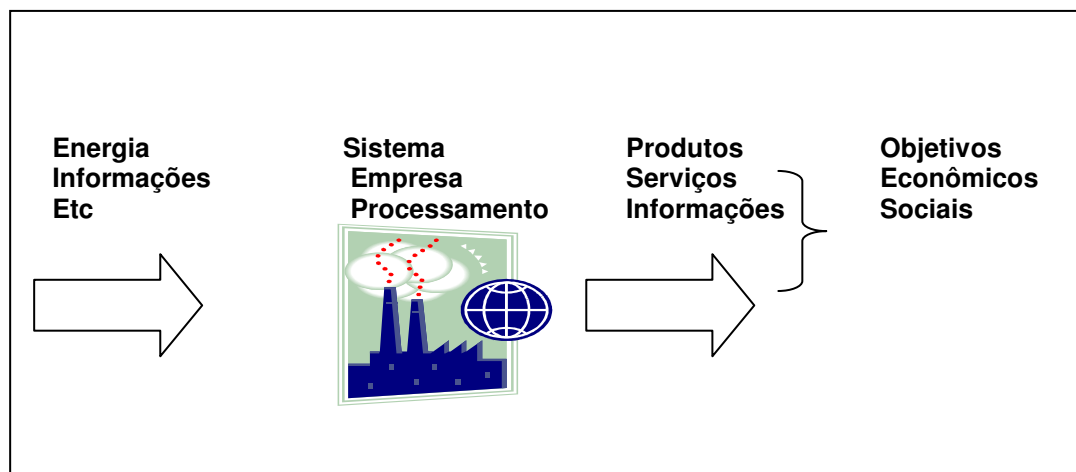 Energia
Informações
Etc
Sistema
Empresa
Processamento
Produtos
Serviços
Informações
Objetivos
Econômicos
Sociais